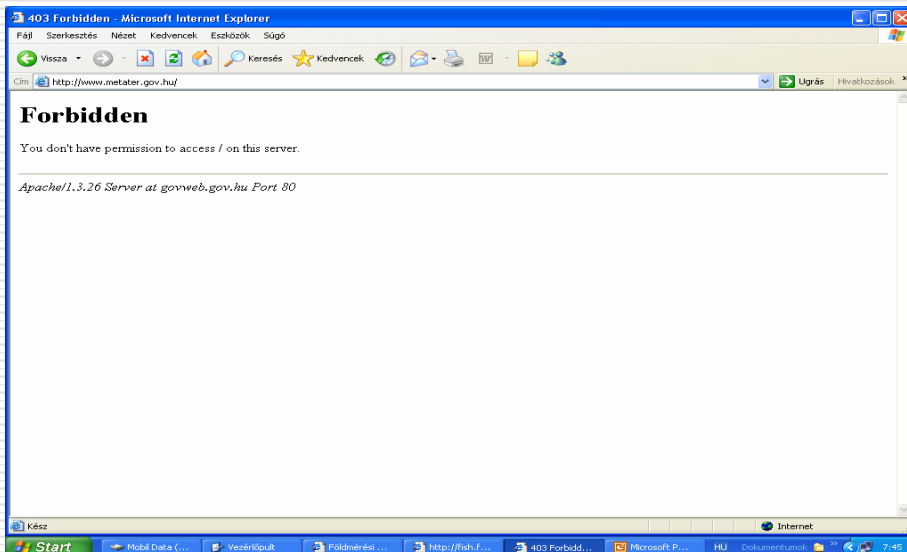 403 Forbidden - Microsoft Internet Explorer
Fájl Szerkesztés Nézet Kedvencek Eszközök Súgó
Vissza Keresés Kedvencek
Cím http://www.metater.gov.hu/ Ugrás Hivatkozások »
Forbidden
You don't have permission to access / on this server.
Apache/1.3.26 Server at govweb.gov.hu Port 80
Kész Internet
Start Mobil Data (... Vezérlőpult Földmérési ... http://fish.f... 403 Forbidd... Microsoft P... HU Dokumentumok » 7:45